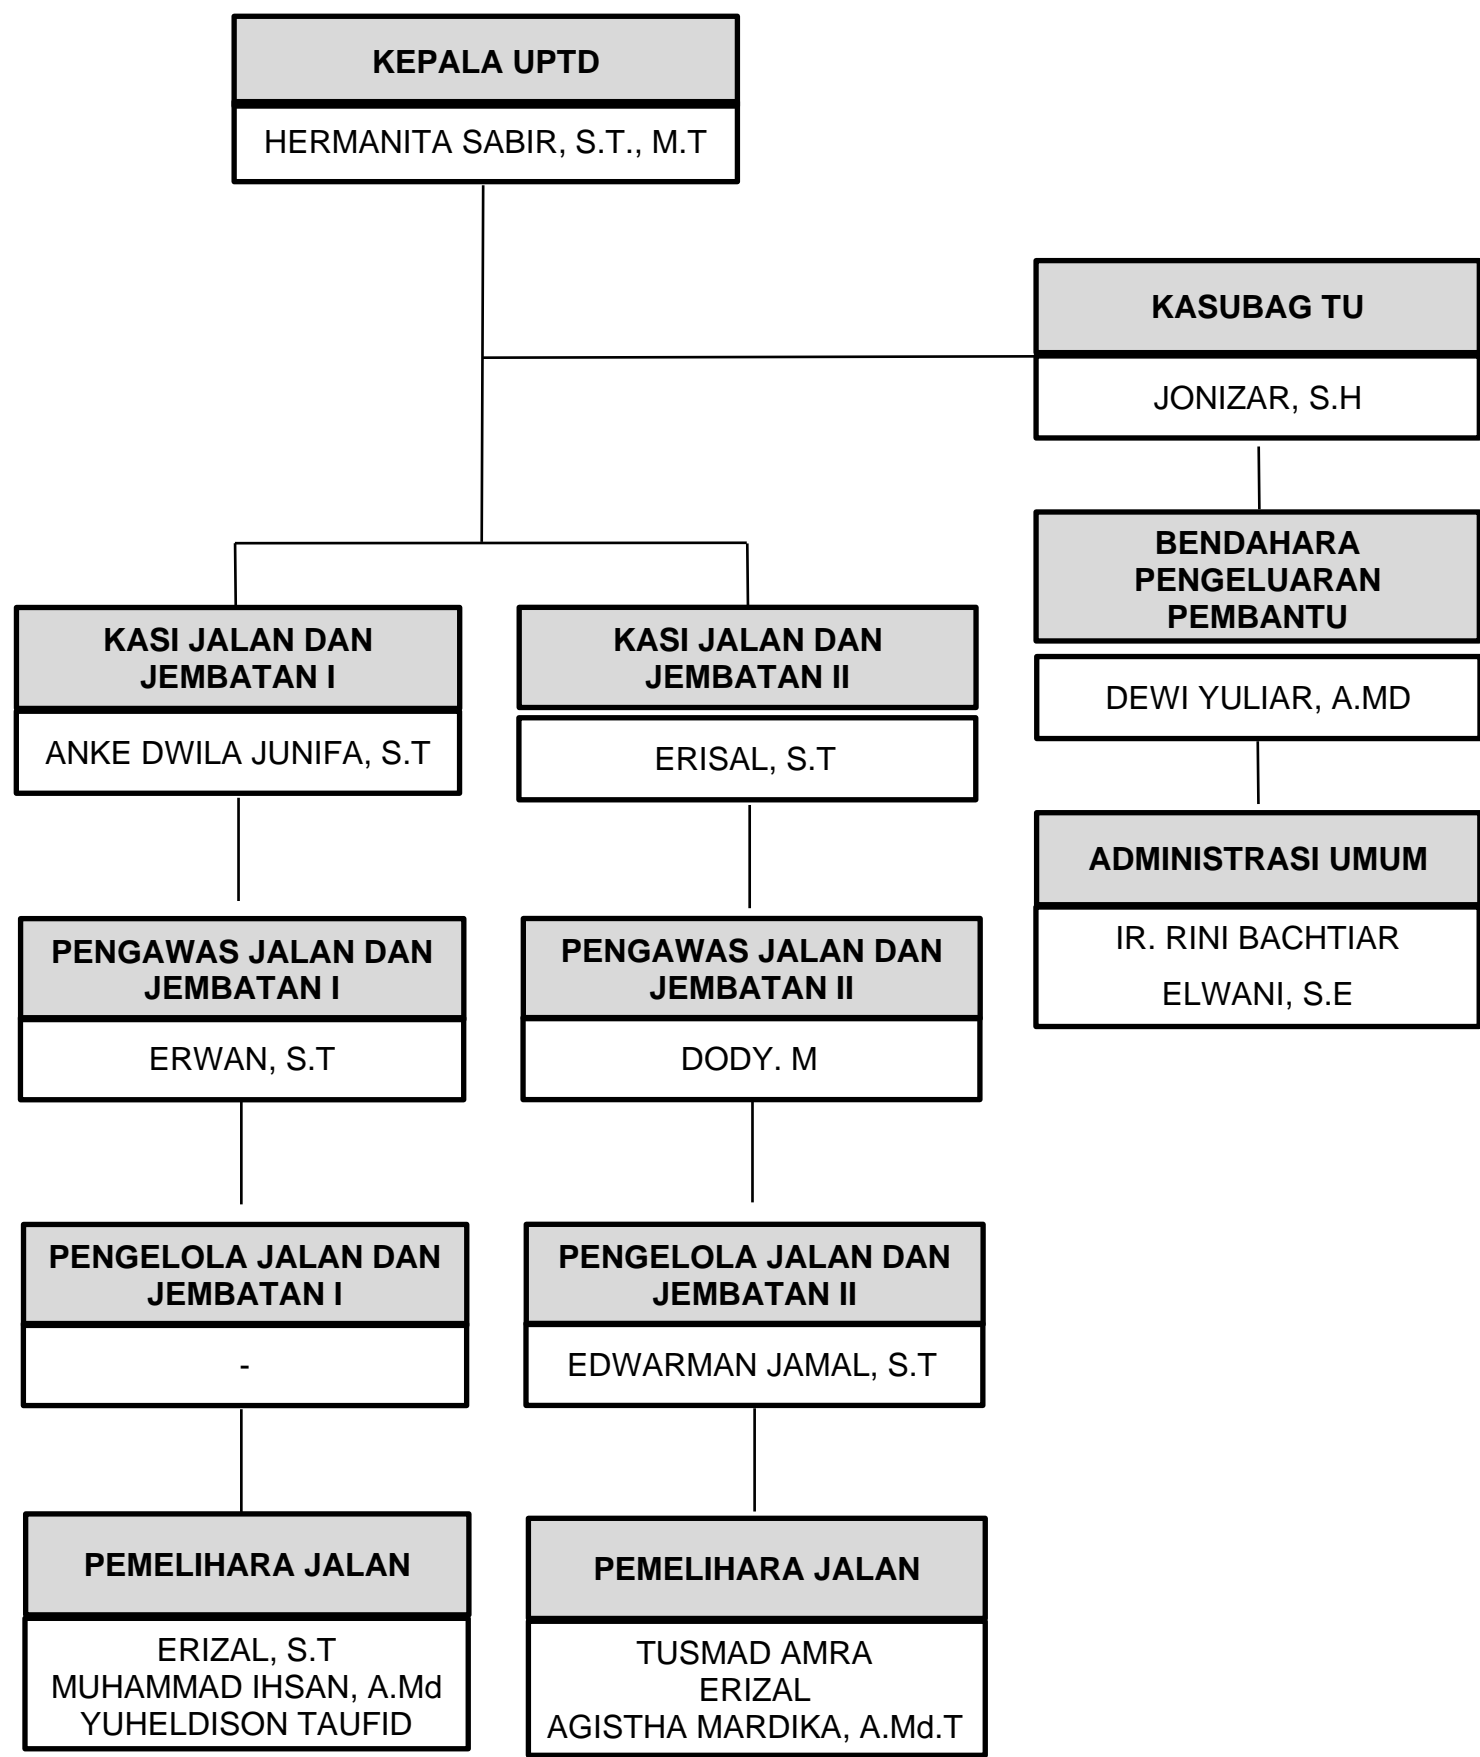 KEPALA UPTD
HERMANITA SABIR, S.T., M.T
KASUBAG TU
JONIZAR, S.H
BENDAHARA
PENGELUARAN
PEMBANTU
DEWI YULIAR, A.MD
ADMINISTRASI UMUM
IR. RINI BACHTIAR
ELWANI, S.E
KASI JALAN DAN
JEMBATAN I
ANKE DWILA JUNIFA, S.T
PENGAWAS JALAN DAN
JEMBATAN I
ERWAN, S.T
PENGELOLA JALAN DAN
JEMBATAN I
-
PEMELIHARA JALAN
ERIZAL, S.T
MUHAMMAD IHSAN, A.Md
YUHELDISON TAUFID
KASI JALAN DAN
JEMBATAN II
ERISAL, S.T
PENGAWAS JALAN DAN
JEMBATAN II
DODY. M
PENGELOLA JALAN DAN
JEMBATAN II
EDWARMAN JAMAL, S.T
PEMELIHARA JALAN
TUSMAD AMRA
ERIZAL
AGISTHA MARDIKA, A.Md.T